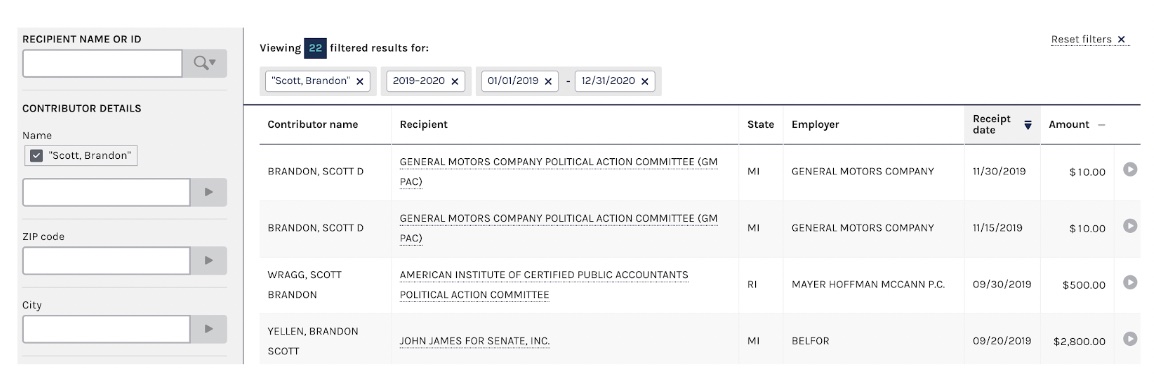 RECIPIENT NAME OR ID
CONTRIBUTOR DETAILS
Name
"Scott, Brandon"
ZIP code
City
Viewing 22 filtered results for:
Reset filters ×
"Scott, Brandon" × 2019–2020 × 01/01/2019 × - 12/31/2020 ×
Contributor name Recipient State Employer Receipt
date Amount —
BRANDON, SCOTT D GENERAL MOTORS COMPANY POLITICAL ACTION COMMITTEE (GM
PAC) MI GENERAL MOTORS COMPANY 11/30/2019 $10.00
BRANDON, SCOTT D GENERAL MOTORS COMPANY POLITICAL ACTION COMMITTEE (GM
PAC) MI GENERAL MOTORS COMPANY 11/15/2019 $10.00
WRAGG, SCOTT
BRANDON AMERICAN INSTITUTE OF CERTIFIED PUBLIC ACCOUNTANTS
POLITICAL ACTION COMMITTEE RI MAYER HOFFMAN MCCANN P.C. 09/30/2019 $500.00
YELLEN, BRANDON
SCOTT JOHN JAMES FOR SENATE, INC. MI BELFOR 09/20/2019 $2,800.00